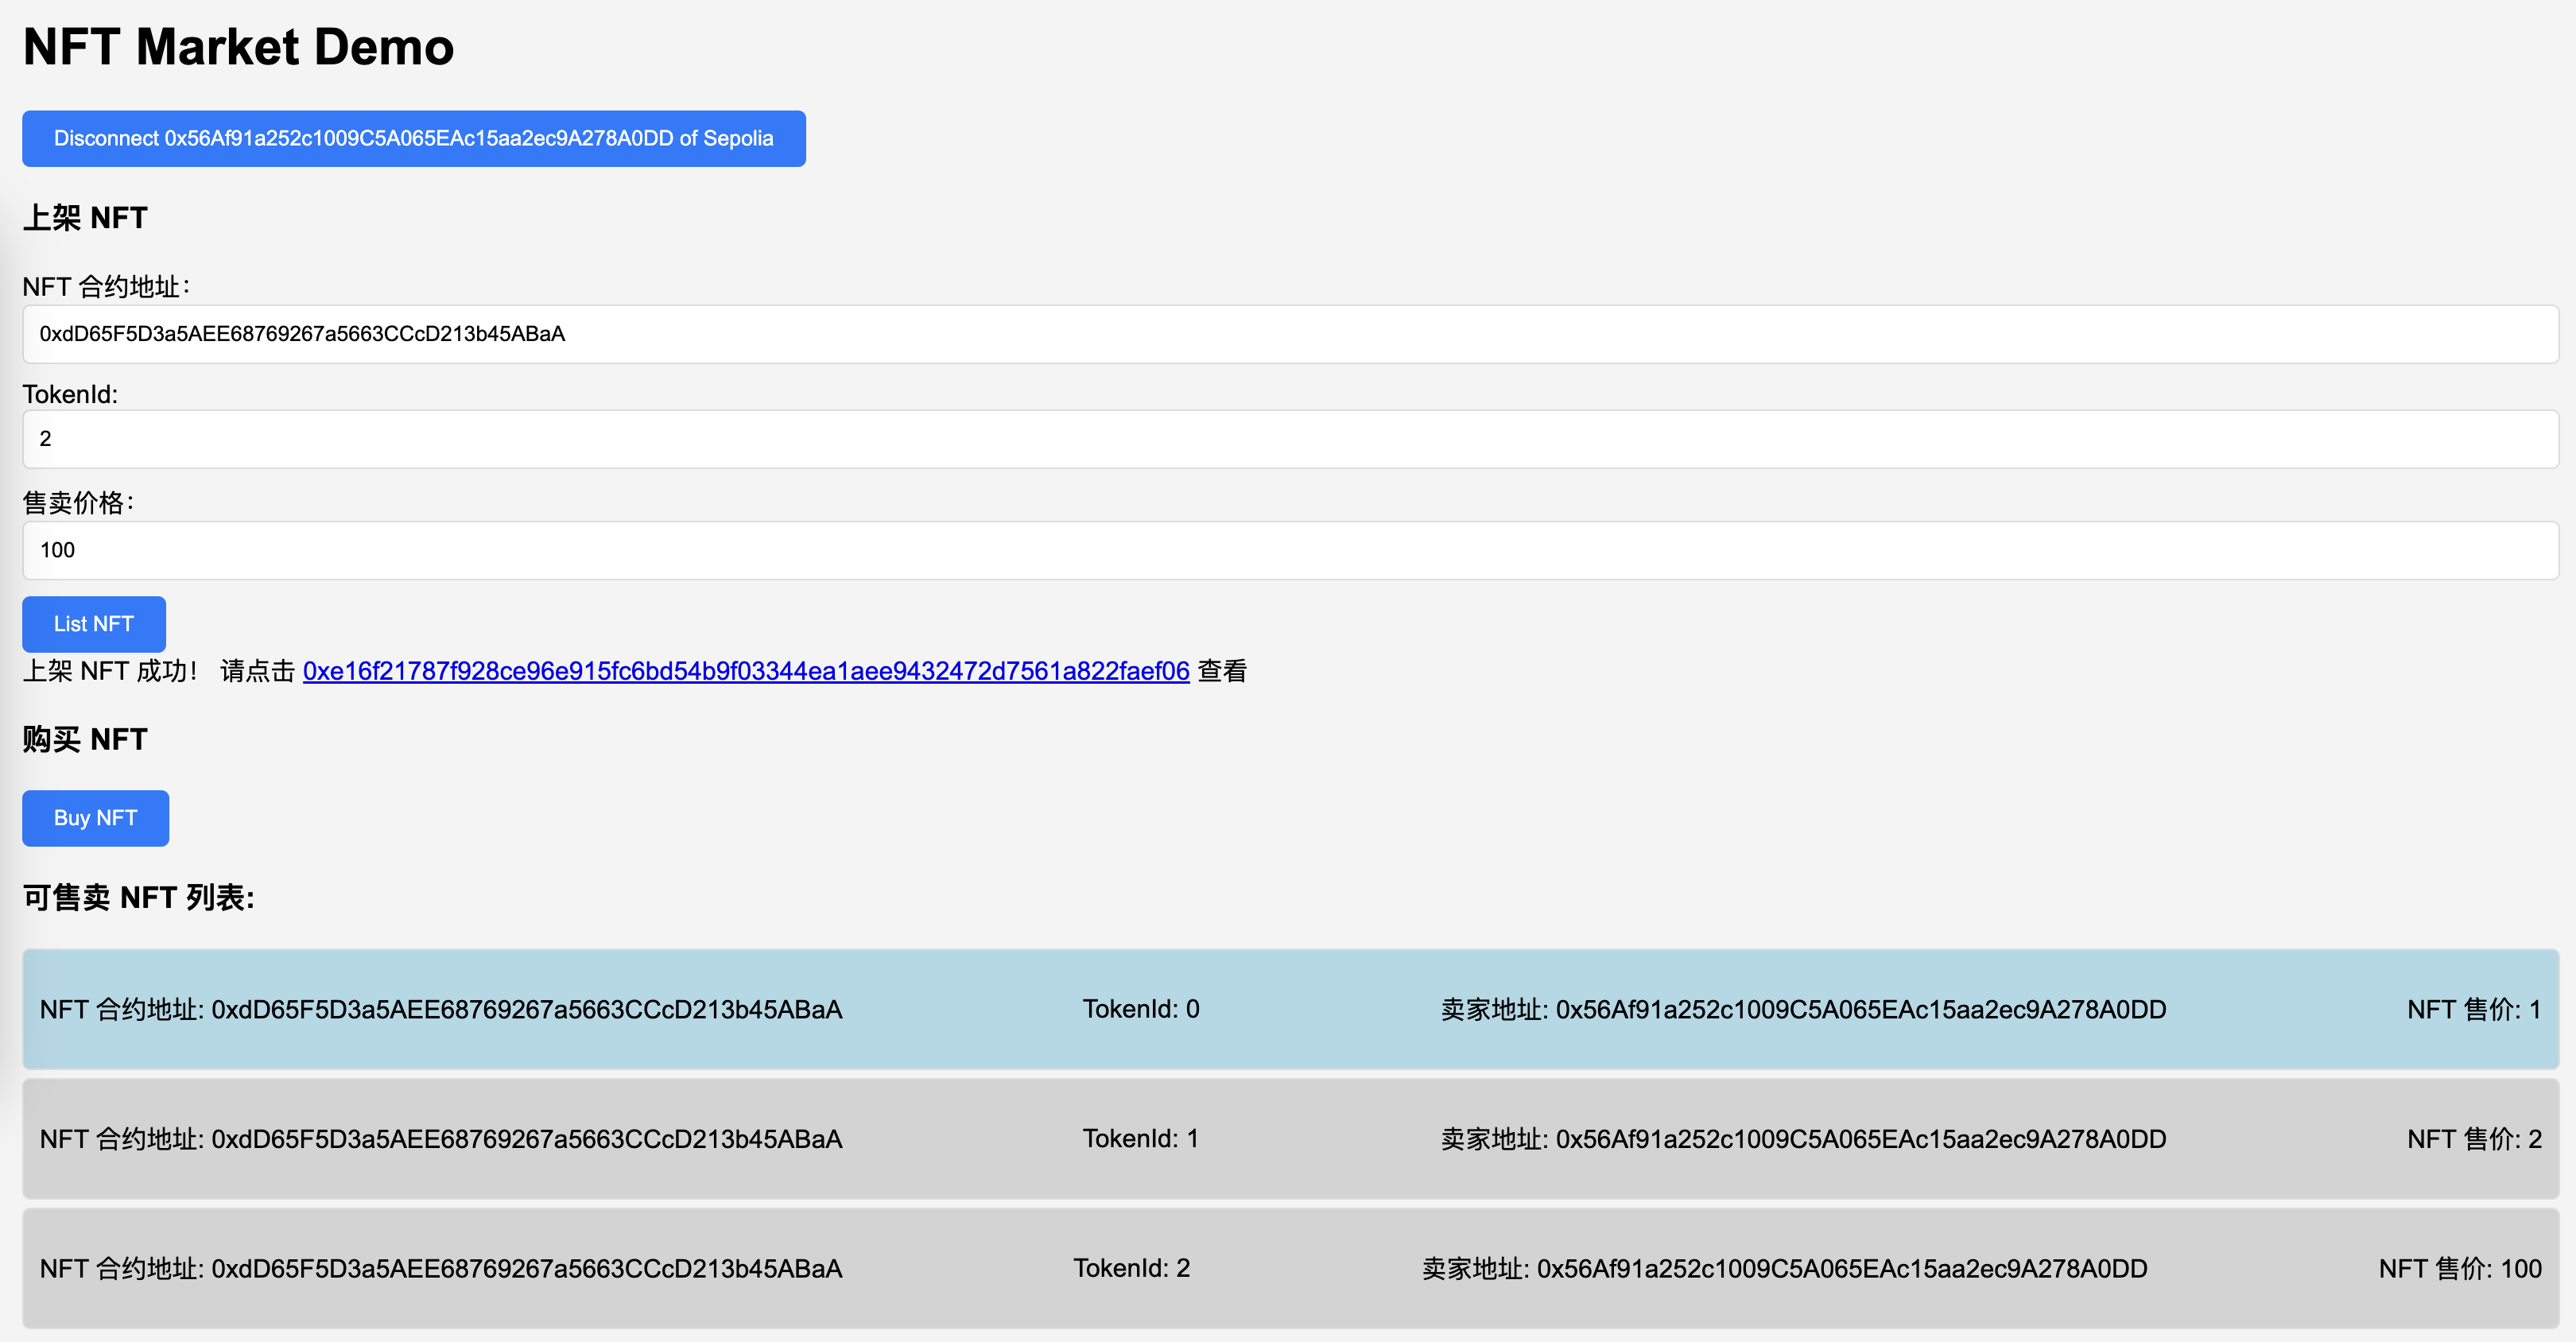 NFT Market Demo
Disconnect 0x56Af91a252c1009C5A065EAc15aa2ec9A278A0DD of Sepolia
上架 NFT
NFT 合约地址：
0xdD65F5D3a5AEE68769267a5663CCcD213b45ABaA
TokenId:
2
售卖价格：
100
List NFT
上架 NFT 成功！ 请点击 0xe16f21787f928ce96e915fc6bd54b9f03344ea1aee9432472d7561a822faef06 查看
购买 NFT
Buy NFT
可售卖 NFT 列表:
NFT 合约地址: 0xdD65F5D3a5AEE68769267a5663CCcD213b45ABaA TokenId: 0 卖家地址: 0x56Af91a252c1009C5A065EAc15aa2ec9A278A0DD NFT 售价: 1
NFT 合约地址: 0xdD65F5D3a5AEE68769267a5663CCcD213b45ABaA TokenId: 1 卖家地址: 0x56Af91a252c1009C5A065EAc15aa2ec9A278A0DD NFT 售价: 2
NFT 合约地址: 0xdD65F5D3a5AEE68769267a5663CCcD213b45ABaA TokenId: 2 卖家地址: 0x56Af91a252c1009C5A065EAc15aa2ec9A278A0DD NFT 售价: 100